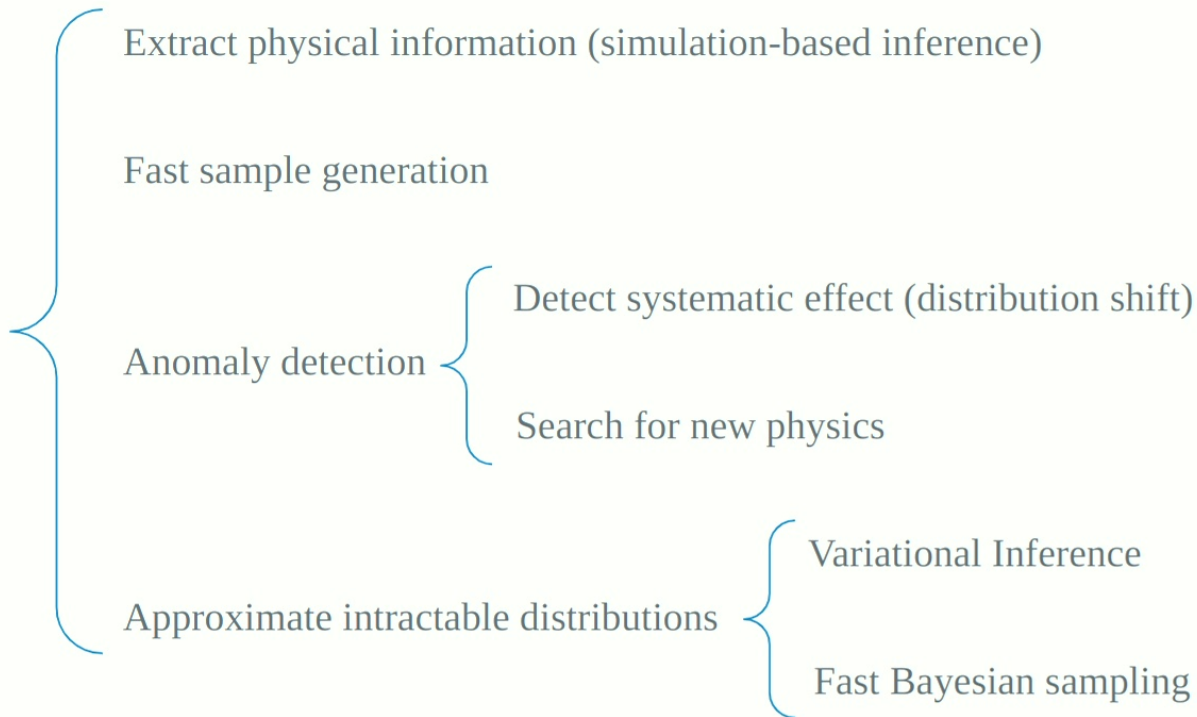 Extract physical information (simulation-based inference)
Fast sample generation
Anomaly detection
Detect systematic effect (distribution shift)
Search for new physics
Approximate intractable distributions
Variational Inference
Fast Bayesian sampling